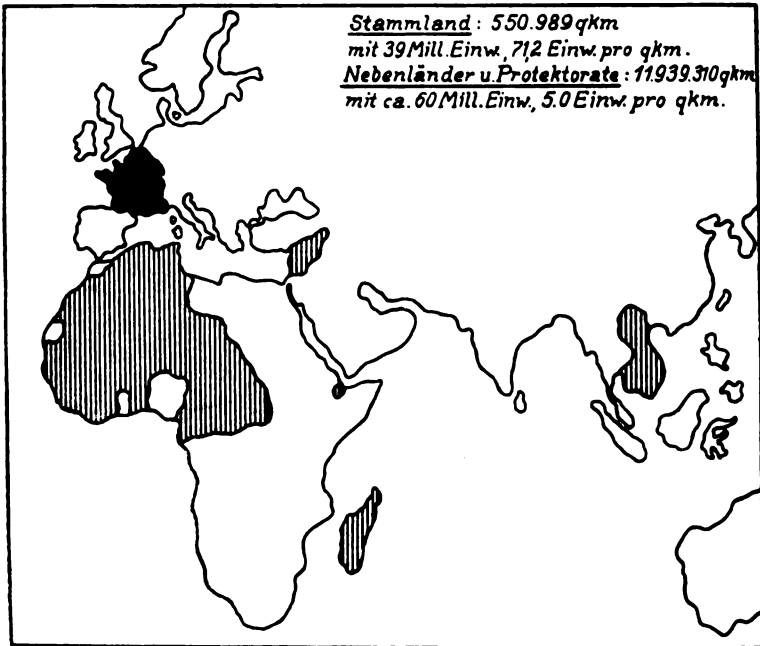 Stammland: 550.989 qkm
mit 39 Mill. Einw., 71,2 Einw. pro qkm.
Nebenländer u. Protektorate: 11.939.310 qkm
mit ca. 60 Mill. Einw., 5.0 Einw. pro qkm.